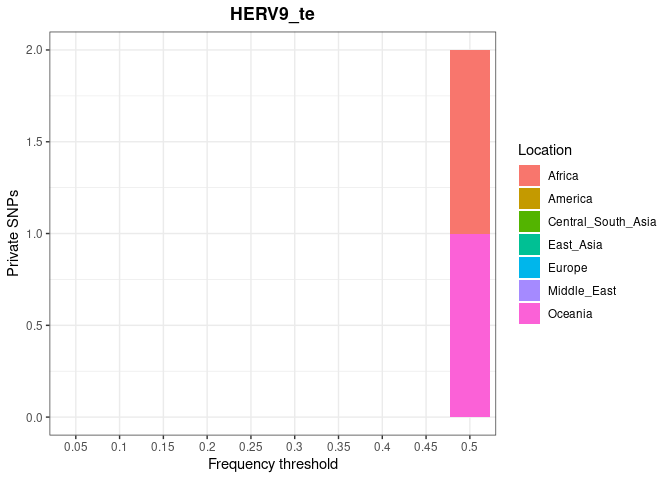 HERV9_te
Private SNPs
2.0
1.5
1.0
0.5
0.0
0.05 0.1 0.15 0.2 0.25 0.3 0.35 0.4 0.45 0.5
Frequency threshold
Location
Africa
America
Central_South_Asia
East_Asia
Europe
Middle_East
Oceania